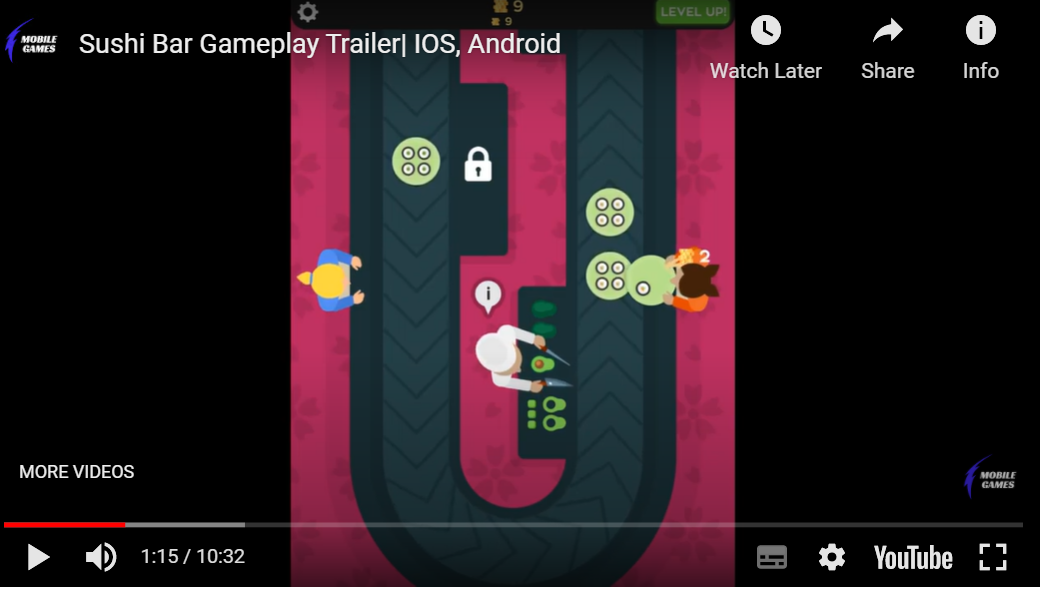 9
9
LEVEL UP!
MOBILE
GAMES
Sushi Bar Gameplay Trailer| IOS, Android
Watch Later
Share
Info
2
i
MORE VIDEOS
MOBILE
GAMES
1:15 / 10:32
YouTube